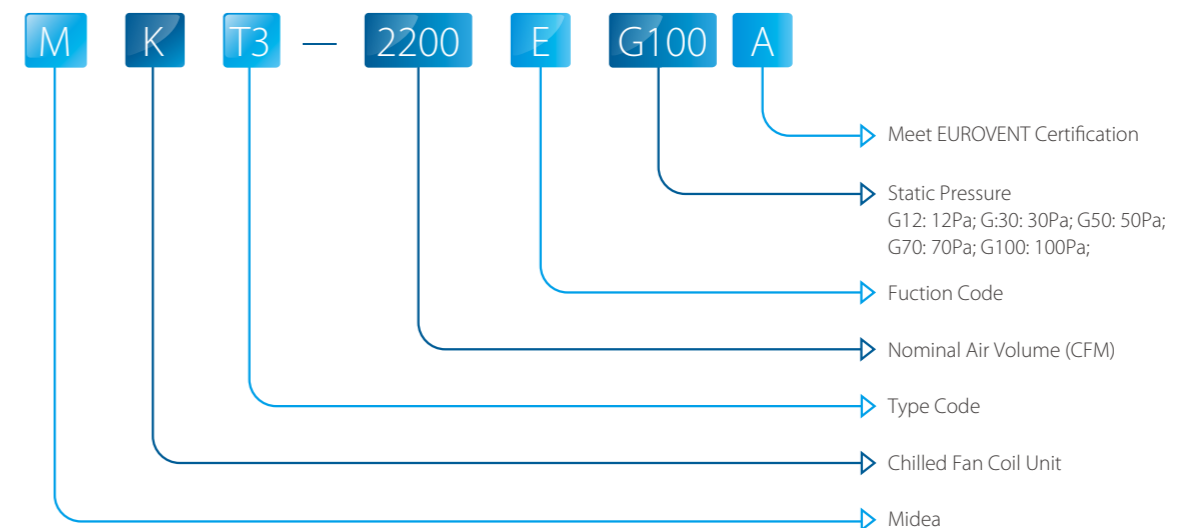 M K T3 — 2200 E G100 A
Meet EUROVENT Certification
Static Pressure
G12: 12Pa; G:30: 30Pa; G50: 50Pa;
G70: 70Pa; G100: 100Pa;
Fuction Code
Nominal Air Volume (CFM)
Type Code
Chilled Fan Coil Unit
Midea